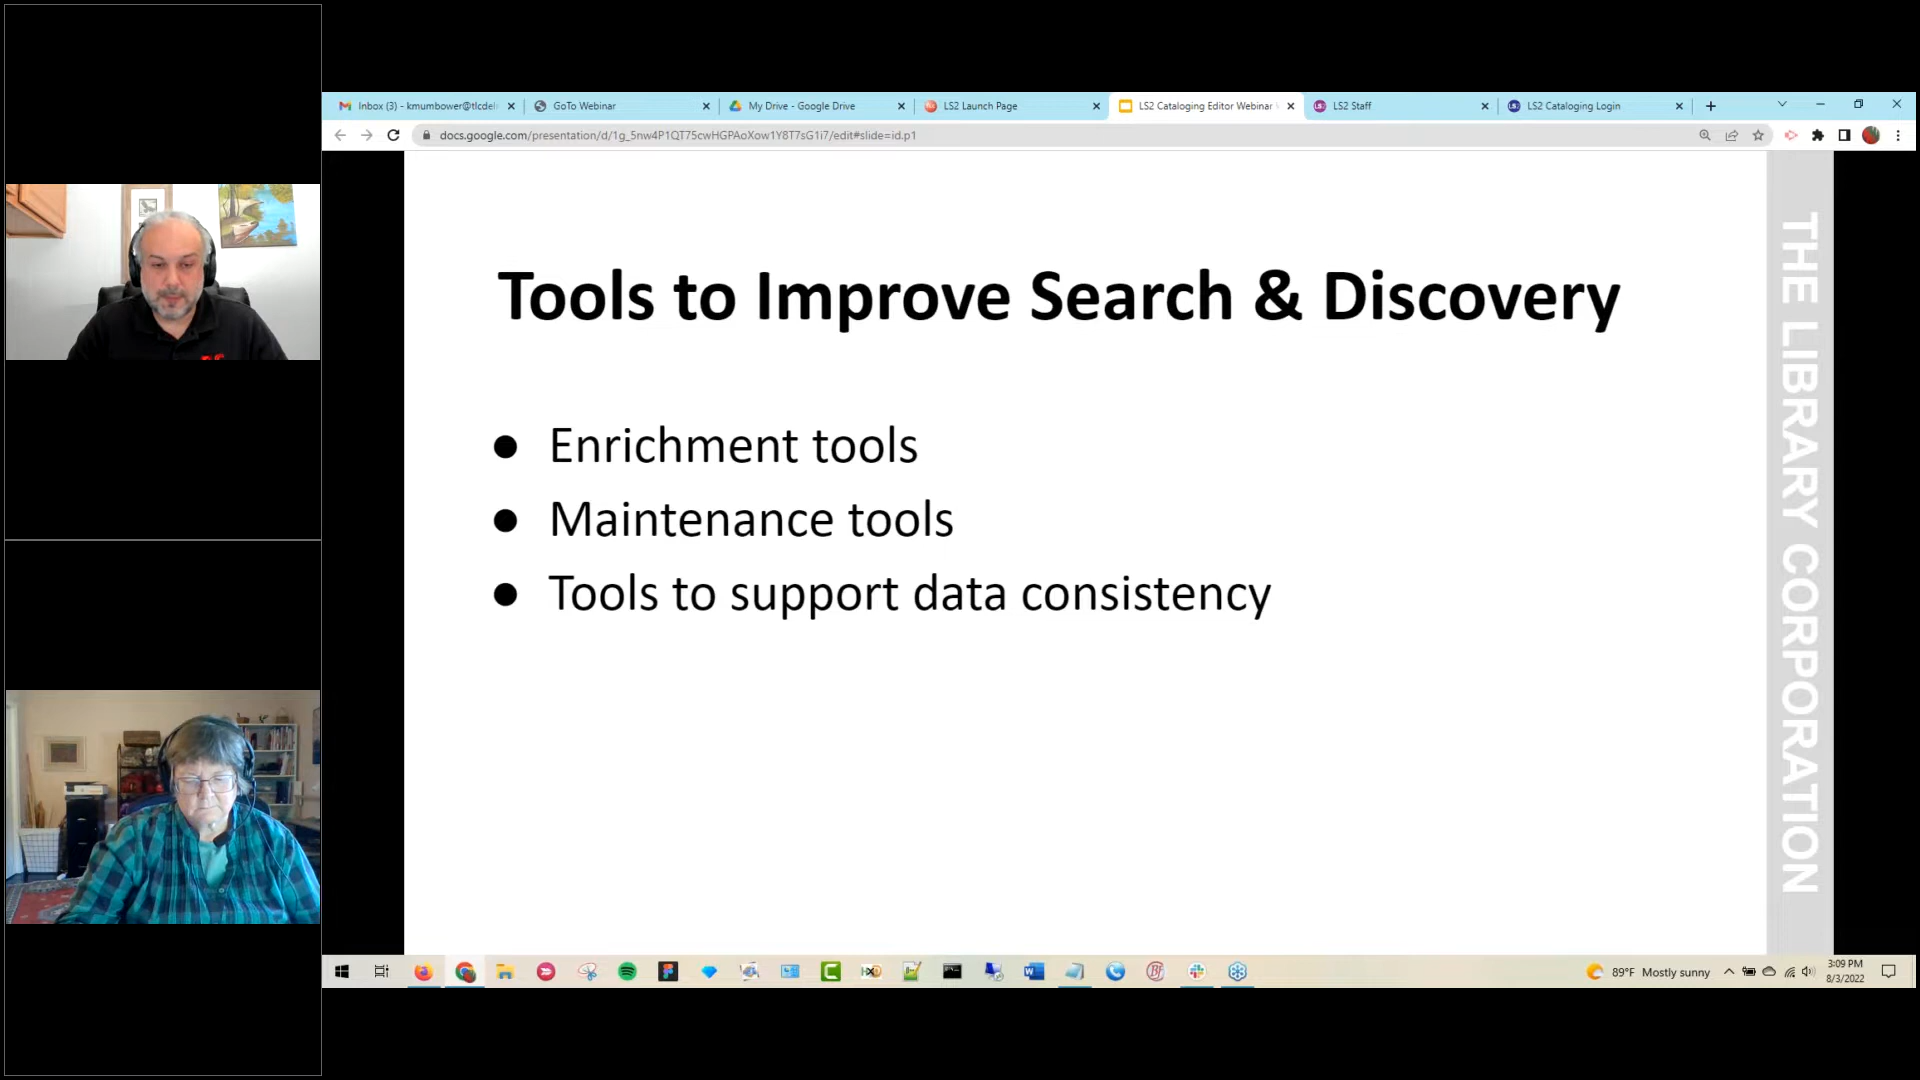 Inbox (3) - kmumbower@tlcdel
GoTo Webinar
My Drive - Google Drive
LS2 Launch Page
LS2 Cataloging Editor Webinar
LS2 Staff
LS2 Cataloging Login
docs.google.com/presentation/d/1g_5nw4P1QT75cwHGPAoXow1Y8T7sG1i7/edit#slide=id.p1
Tools to Improve Search & Discovery
● Enrichment tools
● Maintenance tools
● Tools to support data consistency
THE LIBRARY CORPORATION
89°F Mostly sunny
3:09 PM
8/3/2022